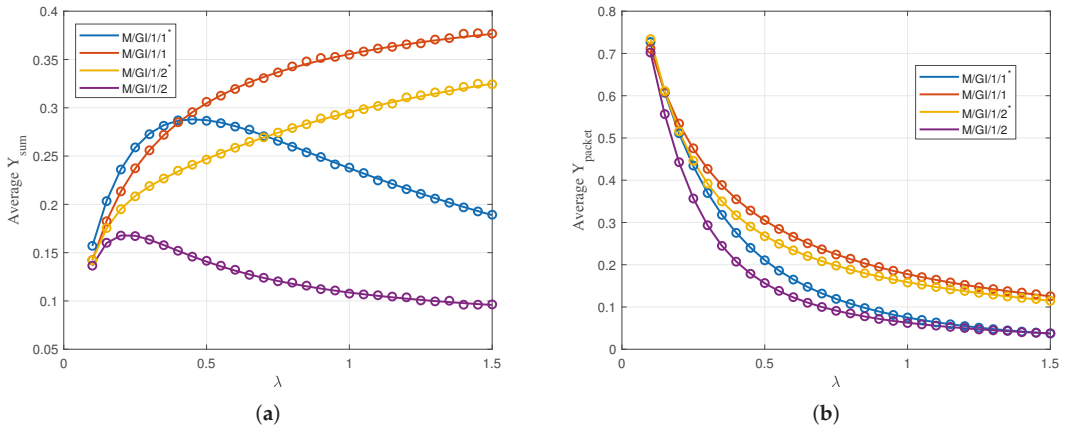 0.4
0.35
0.3
0.25
0.2
0.15
0.1
0.05
Average Y_sum
M/GI/1/1*
M/GI/1/1
M/GI/1/2*
M/GI/1/2
0 0.5 1 1.5
λ
(a)
0.8
0.7
0.6
0.5
0.4
0.3
0.2
0.1
0
Average Y_packet
M/GI/1/1*
M/GI/1/1
M/GI/1/2*
M/GI/1/2
0 0.5 1 1.5
λ
(b)